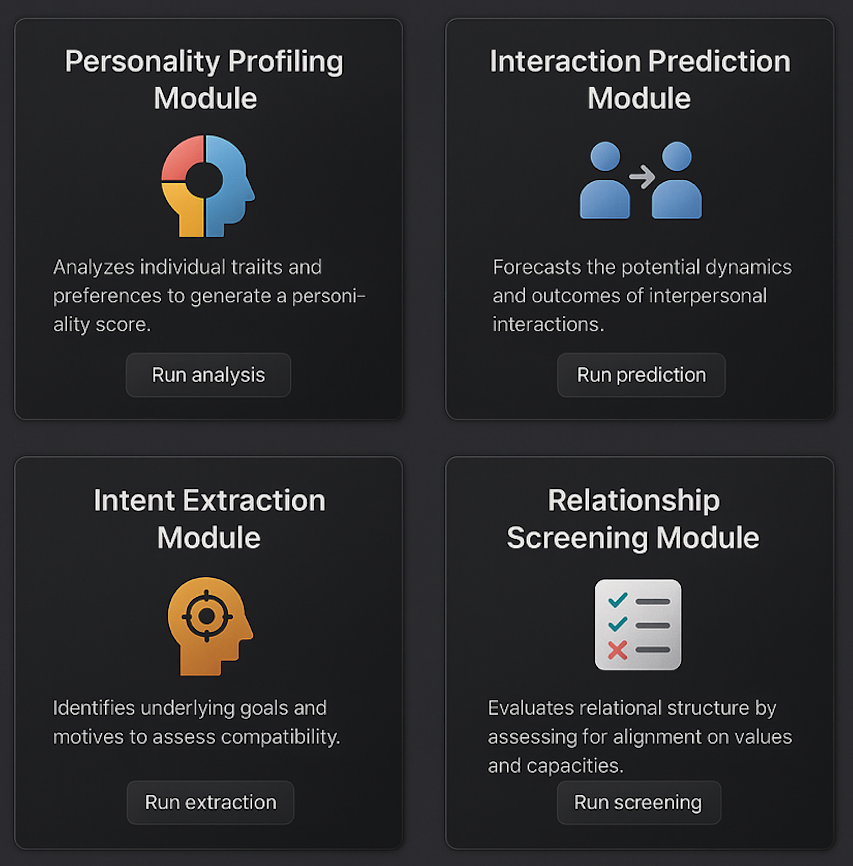 Personality Profiling
Module
Analyzes individual traiits and
preferences to generate a personi-
ality score.
Run analysis
Interaction Prediction
Module
Forecasts the potential dynamics
and outcomes of interpersonal
interactions.
Run prediction
Intent Extraction
Module
Identifies underlying goals and
motives to assess compatibility.
Run extraction
Relationship
Screening Module
Evaluates relational structure by
assessing for alignment on values
and capacities.
Run screening